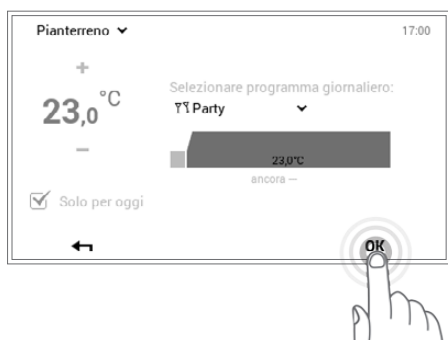 Pianterreno
17:00
+
23,0°C
−
Selezionare programma giornaliero:
Party
23,0°C
ancora --
Solo per oggi
OK